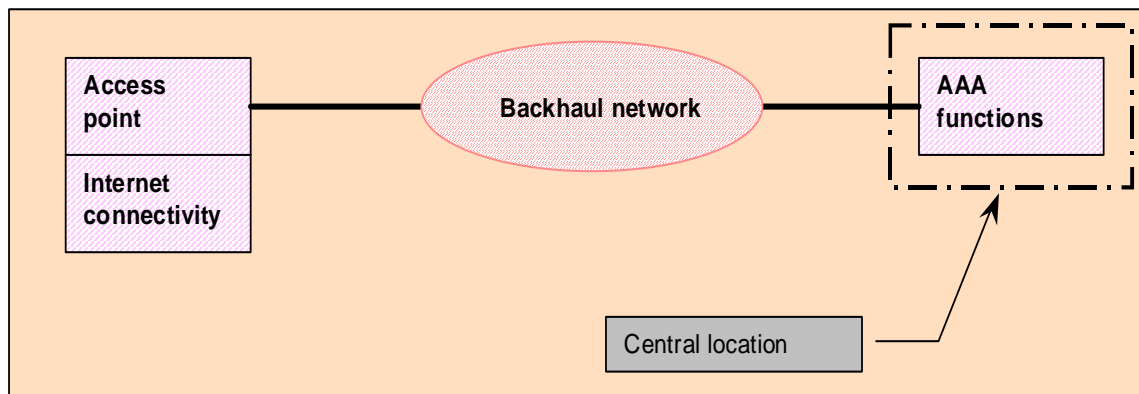 Access
point
Internet
connectivity
Backhaul network
AAA
functions
Central location